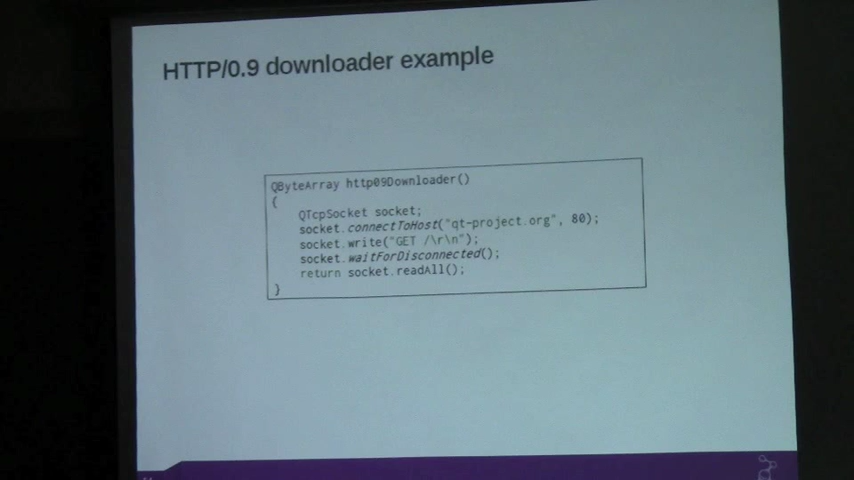 HTTP/0.9 downloader example
QByteArray http09Downloader()
{
QTcpSocket socket;
socket.connectToHost("qt-project.org", 80);
socket.write("GET /\r\n");
socket.waitForDisconnected();
return socket.readAll();
}